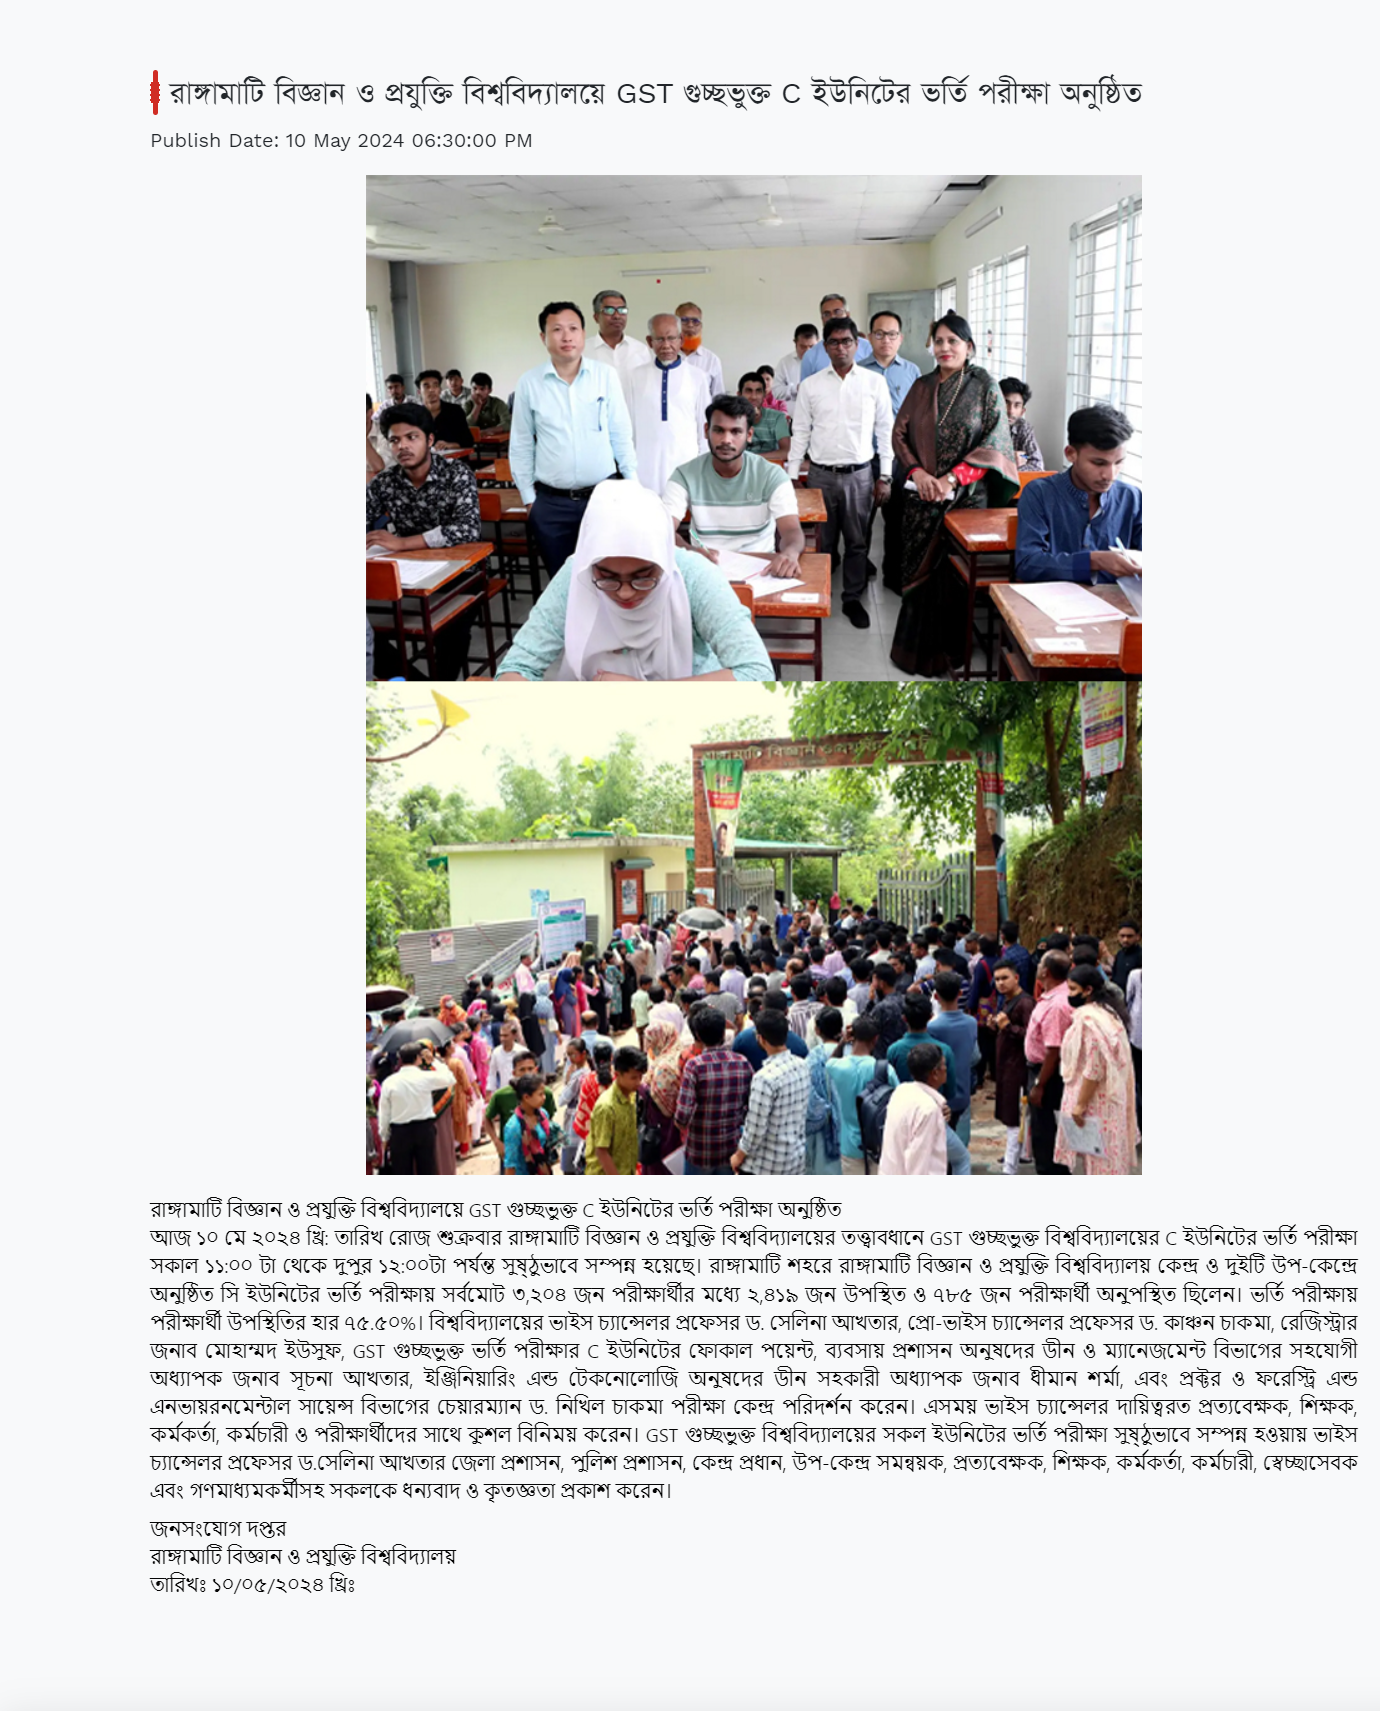 রাঙ্গামাটি বিজ্ঞান ও প্রযুক্তি বিশ্ববিদ্যালয়ে GST গুচ্ছভুক্ত C ইউনিটের ভর্তি পরীক্ষা অনুষ্ঠিত
Publish Date: 10 May 2024 06:30:00 PM
রাঙ্গামাটি বিজ্ঞান ও প্রযুক্তি
রাঙ্গামাটি বিজ্ঞান ও প্রযুক্তি বিশ্ববিদ্যালয়ে GST গুচ্ছভুক্ত C ইউনিটের ভর্তি পরীক্ষা অনুষ্ঠিত
আজ ১০ মে ২০২৪ খ্রি: তারিখ রোজ শুক্রবার রাঙ্গামাটি বিজ্ঞান ও প্রযুক্তি বিশ্ববিদ্যালয়ের তত্ত্বাবধানে GST গুচ্ছভুক্ত বিশ্ববিদ্যালয়ের C ইউনিটের ভর্তি পরীক্ষা
সকাল ১১:০০ টা থেকে দুপুর ১২:০০টা পর্যন্ত সুষ্ঠুভাবে সম্পন্ন হয়েছে। রাঙ্গামাটি শহরে রাঙ্গামাটি বিজ্ঞান ও প্রযুক্তি বিশ্ববিদ্যালয় কেন্দ্র ও দুইটি উপ-কেন্দ্রে
অনুষ্ঠিত সি ইউনিটের ভর্তি পরীক্ষায় সর্বমোট ৩,২০৪ জন পরীক্ষার্থীর মধ্যে ২,৪১৯ জন উপস্থিত ও ৭৮৫ জন পরীক্ষার্থী অনুপস্থিত ছিলেন। ভর্তি পরীক্ষায়
পরীক্ষার্থী উপস্থিতির হার ৭৫.৫০%। বিশ্ববিদ্যালয়ের ভাইস চ্যান্সেলর প্রফেসর ড. সেলিনা আখতার, প্রো-ভাইস চ্যান্সেলর প্রফেসর ড. কাঞ্চন চাকমা, রেজিস্ট্রার
জনাব মোহাম্মদ ইউসুফ, GST গুচ্ছভুক্ত ভর্তি পরীক্ষার C ইউনিটের ফোকাল পয়েন্ট, ব্যবসায় প্রশাসন অনুষদের ডীন ও ম্যানেজমেন্ট বিভাগের সহযোগী
অধ্যাপক জনাব সূচনা আখতার, ইঞ্জিনিয়ারিং এন্ড টেকনোলোজি অনুষদের ডীন সহকারী অধ্যাপক জনাব ধীমান শর্মা, এবং প্রক্টর ও ফরেস্ট্রি এন্ড
এনভায়রনমেন্টাল সায়েন্স বিভাগের চেয়ারম্যান ড. নিখিল চাকমা পরীক্ষা কেন্দ্র পরিদর্শন করেন। এসময় ভাইস চ্যান্সেলর দায়িত্বরত প্রত্যবেক্ষক, শিক্ষক,
কর্মকর্তা, কর্মচারী ও পরীক্ষার্থীদের সাথে কুশল বিনিময় করেন। GST গুচ্ছভুক্ত বিশ্ববিদ্যালয়ের সকল ইউনিটের ভর্তি পরীক্ষা সুষ্ঠুভাবে সম্পন্ন হওয়ায় ভাইস
চ্যান্সেলর প্রফেসর ড.সেলিনা আখতার জেলা প্রশাসন, পুলিশ প্রশাসন, কেন্দ্র প্রধান, উপ-কেন্দ্র সমন্বয়ক, প্রত্যবেক্ষক, শিক্ষক, কর্মকর্তা, কর্মচারী, স্বেচ্ছাসেবক
এবং গণমাধ্যমকর্মীসহ সকলকে ধন্যবাদ ও কৃতজ্ঞতা প্রকাশ করেন।
জনসংযোগ দপ্তর
রাঙ্গামাটি বিজ্ঞান ও প্রযুক্তি বিশ্ববিদ্যালয়
তারিখঃ ১০/০৫/২০২৪ খ্রিঃ